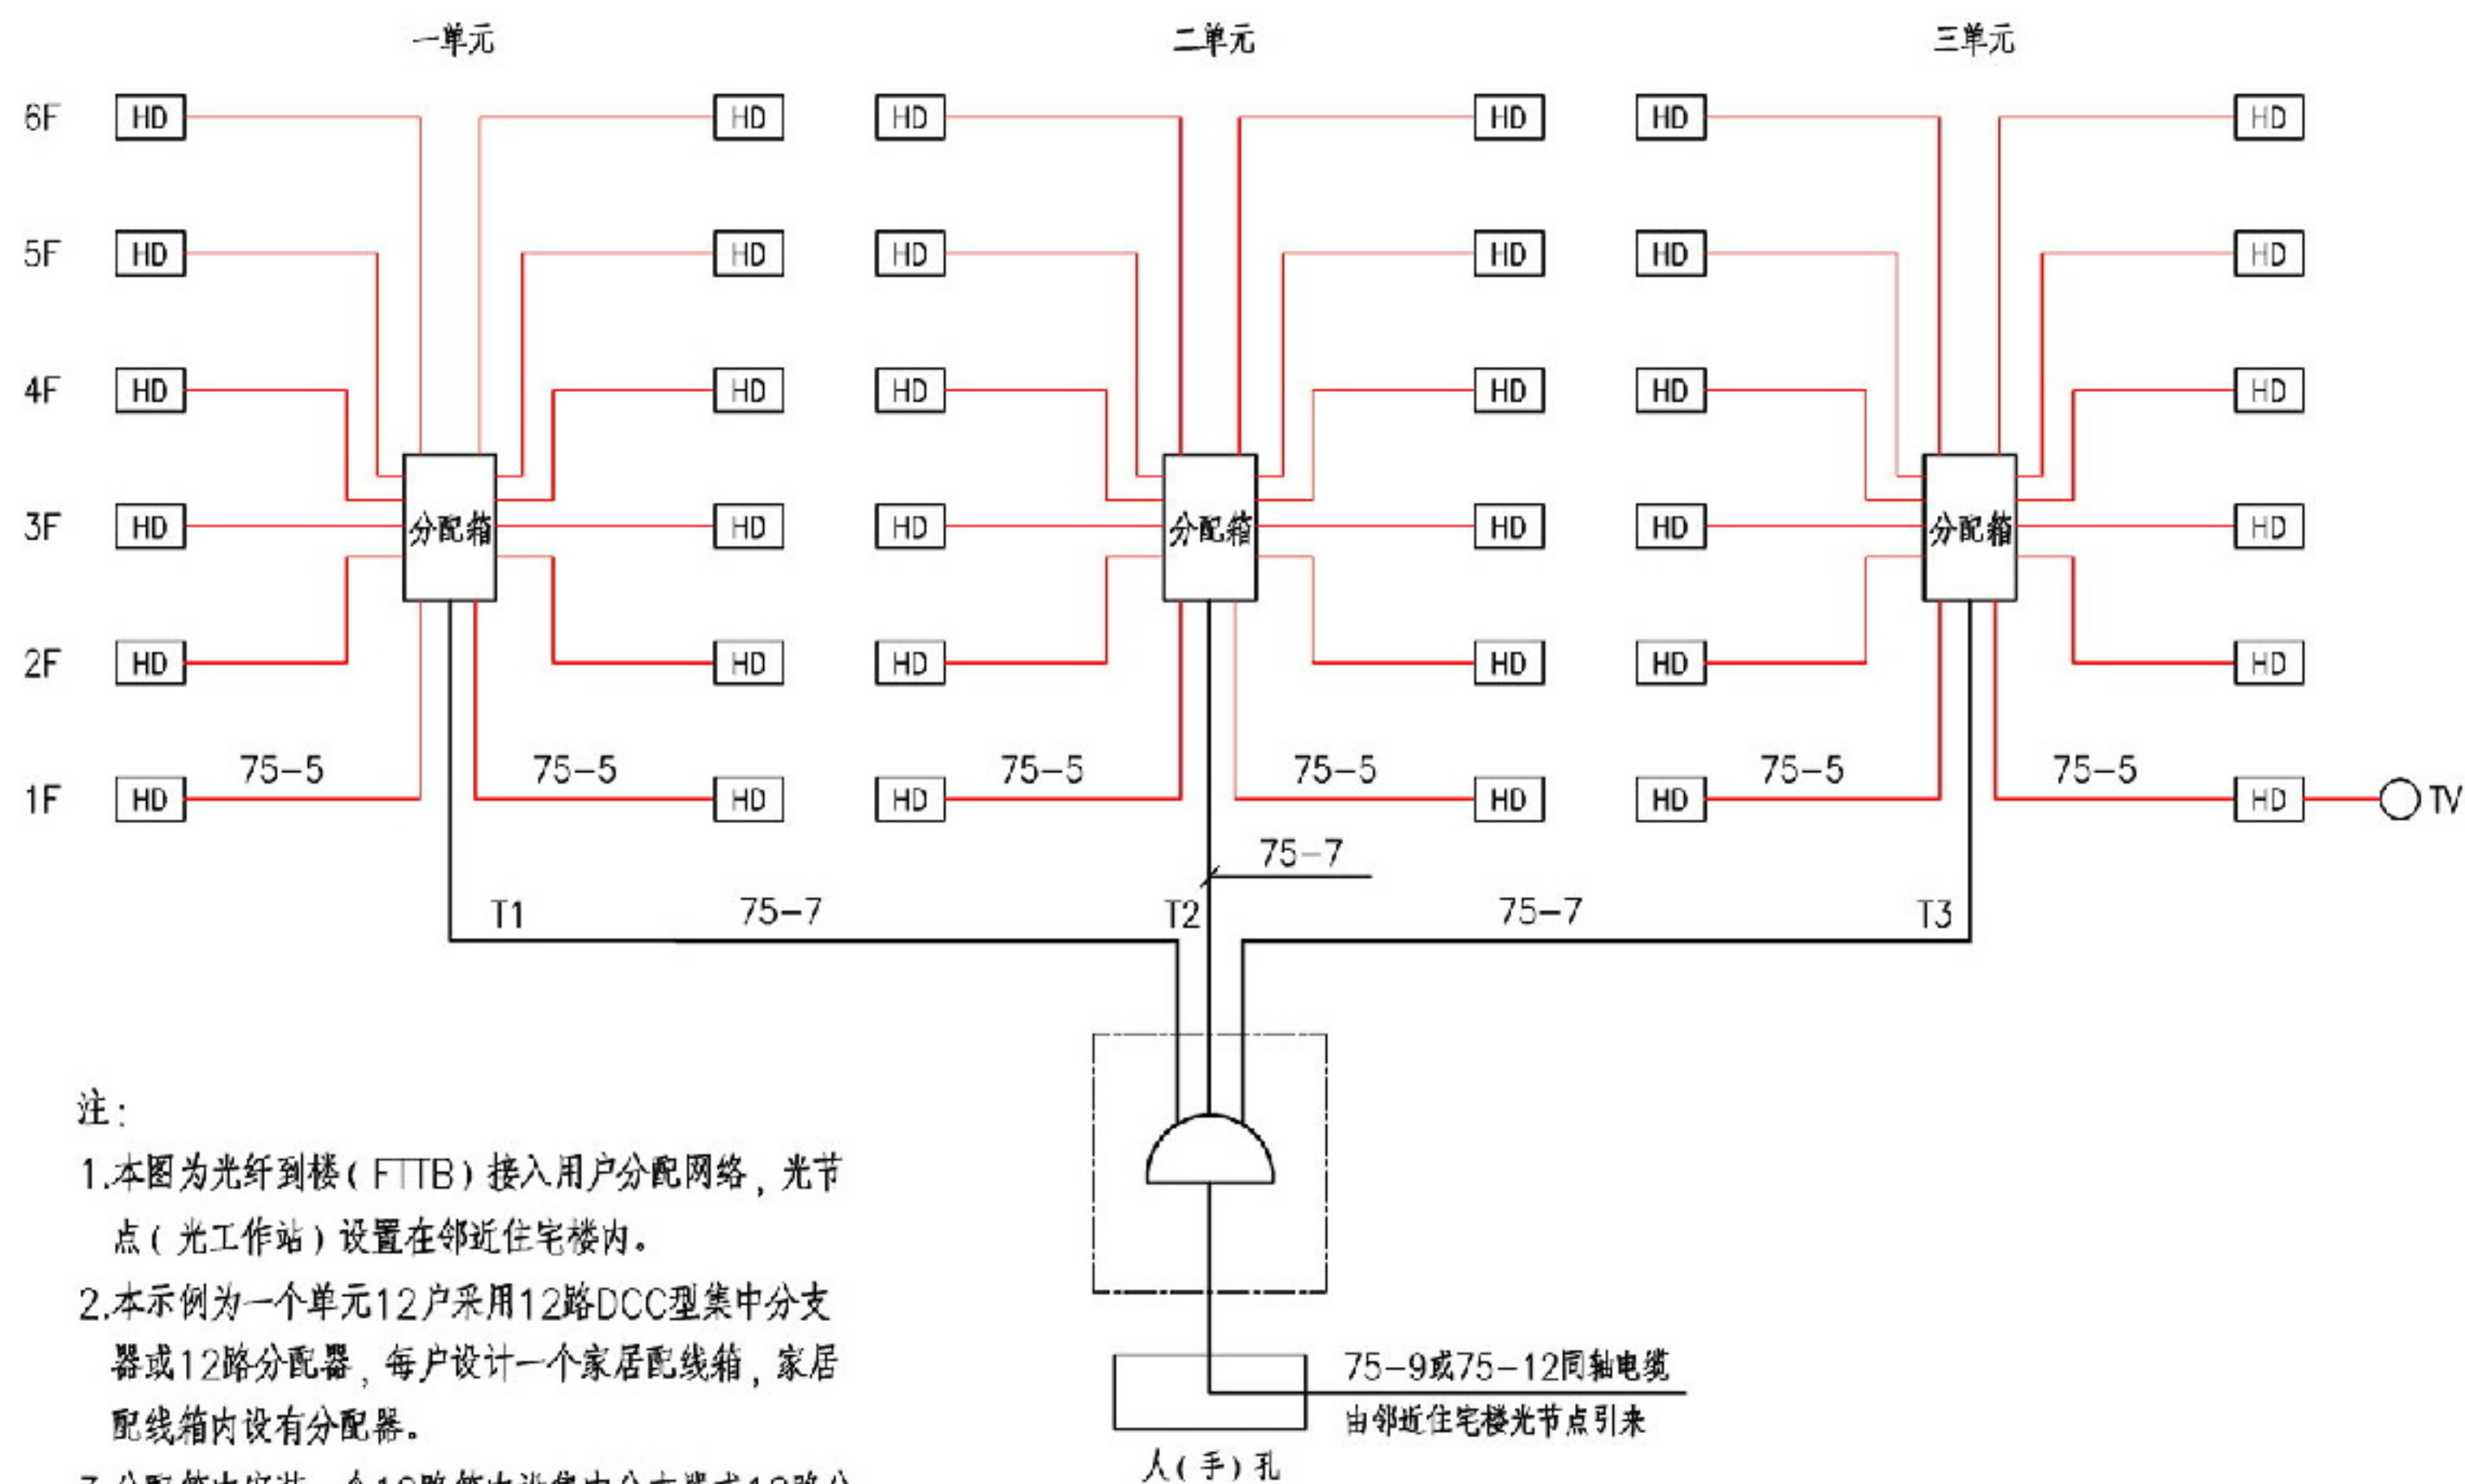 一单元 二单元 三单元
6F HD HD HD HD HD HD
5F HD HD HD HD HD HD
4F HD HD HD HD HD HD
分配箱 分配箱 分配箱
3F HD HD HD HD HD HD
2F HD HD HD HD HD HD
75-5 75-5 75-5 75-5 75-5 75-5
1F HD HD HD HD HD HD TV
75-7
T1 75-7 T2 75-7 T3
注:
1.本图为光纤到楼(FTTB)接入用户分配网络,光节
点(光工作站)设置在邻近住宅楼内。
2.本示例为一个单元12户采用12路DCC型集中分支
器或12路分配器,每户设计一个家居配线箱,家居
配线箱内设有分配器。
75-9或75-12同轴电缆
由邻近住宅楼光节点引来
人(手)孔